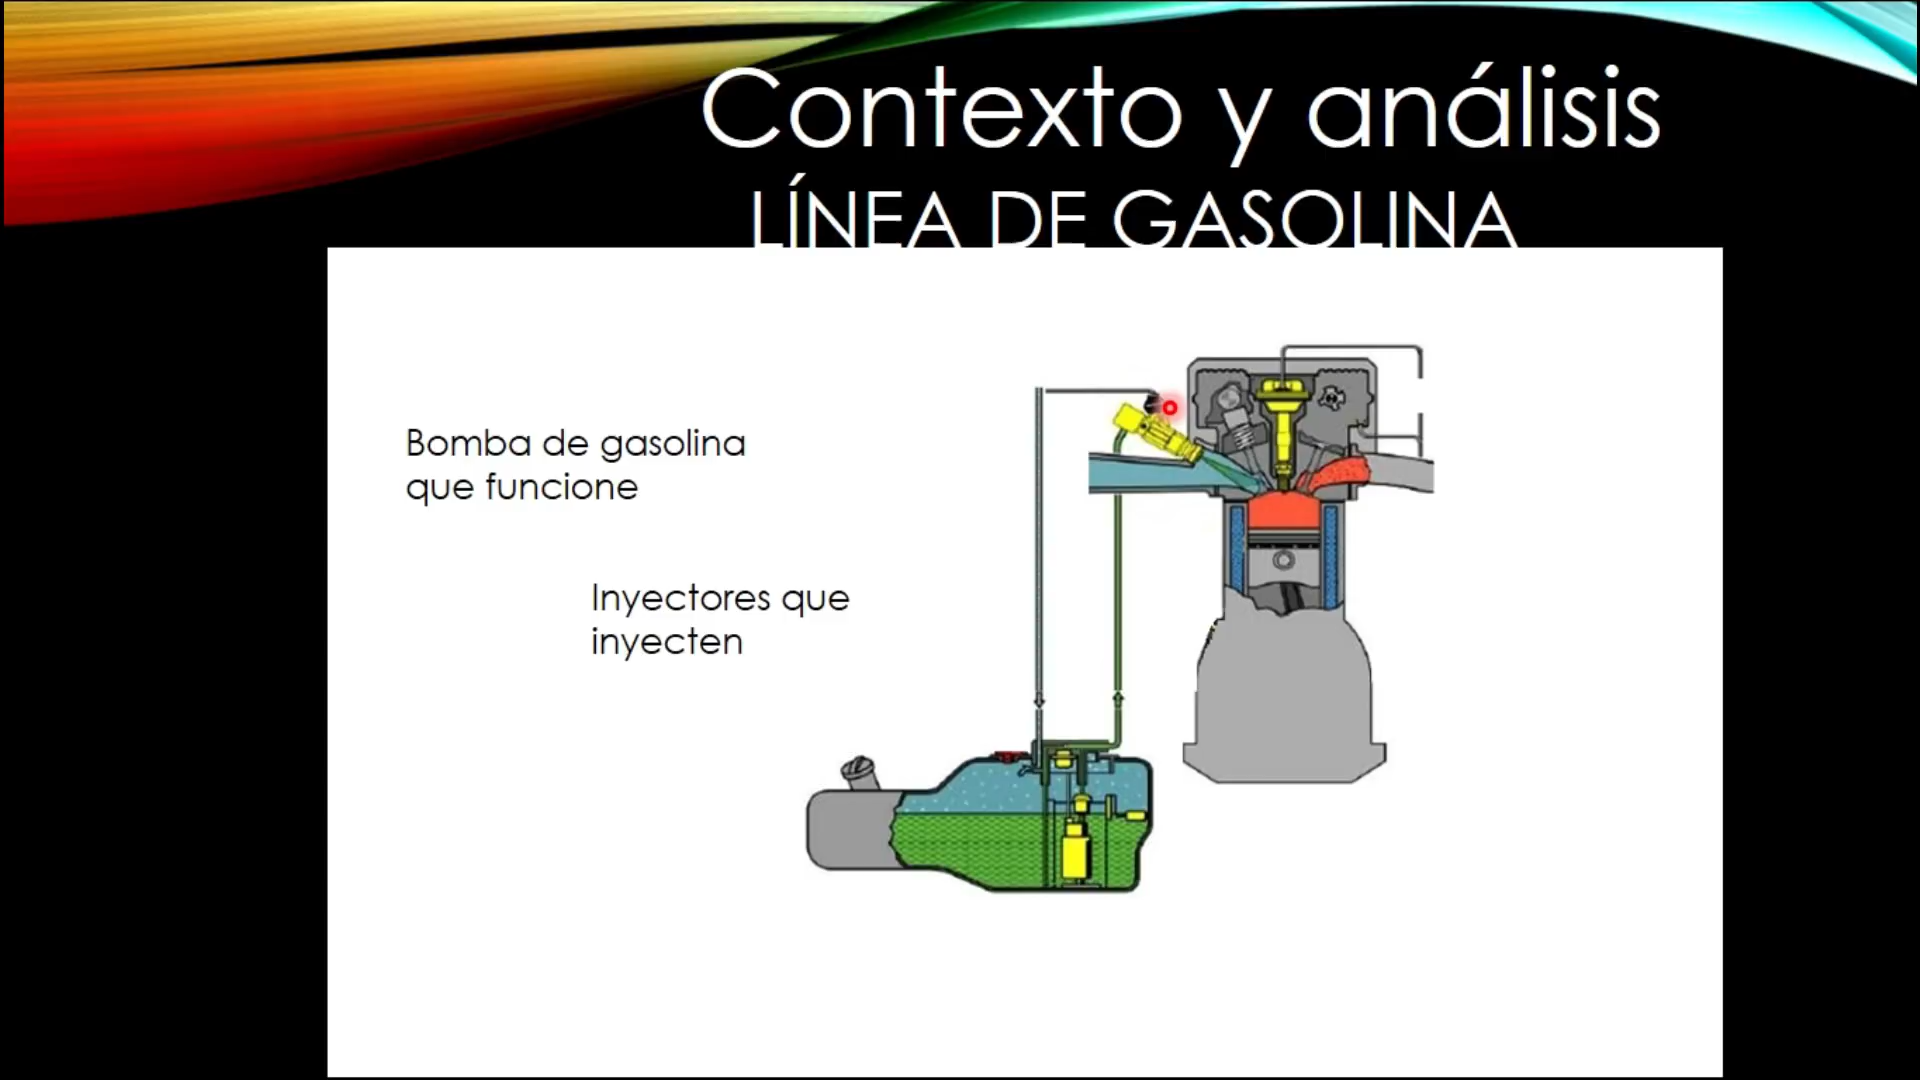 Contexto y análisis
LÍNEA DE GASOLINA
Bomba de gasolina
que funcione
Inyectores que
inyecten